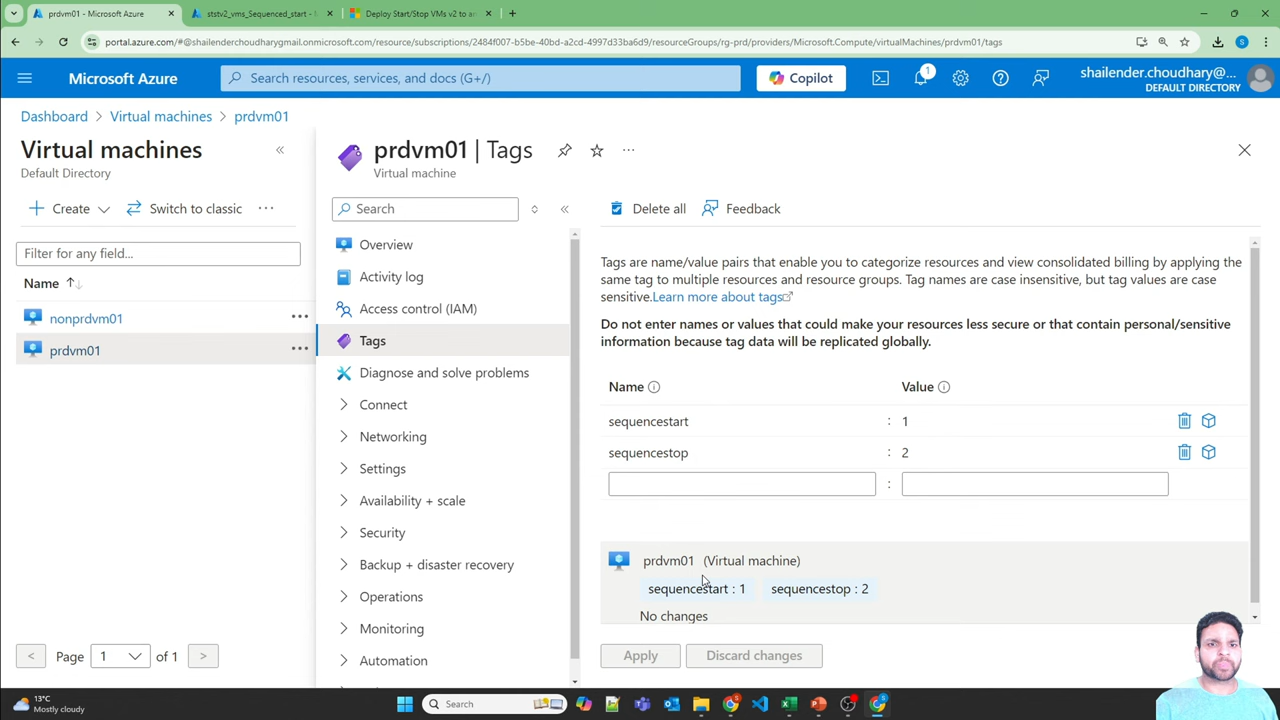 prdvm01 - Microsoft Azure
ststv2_vms_Sequenced_start -
Deploy Start/Stop VMs v2 to a
portal.azure.com/#@shailenderchoudharygmail.onmicrosoft.com/resource/subscriptions/2484f007-b5be-40bd-a2cd-4997d33ba6d9/resourceGroups/rg-prd/providers/Microsoft.Compute/virtualMachines/prdvm01/tags
Microsoft Azure
Search resources, services, and docs (G+/)
Copilot
1
shailender.choudhary@...
DEFAULT DIRECTORY
Dashboard > Virtual machines > prdvm01
Virtual machines
Default Directory
Create
Switch to classic
Filter for any field...
Name
nonprdvm01
prdvm01
< Page 1 of 1 >
prdvm01 | Tags
Virtual machine
Search
Overview
Activity log
Access control (IAM)
Tags
Diagnose and solve problems
Connect
Networking
Settings
Availability + scale
Security
Backup + disaster recovery
Operations
Monitoring
Automation
Delete all
Feedback
Tags are name/value pairs that enable you to categorize resources and view consolidated billing by applying the
same tag to multiple resources and resource groups. Tag names are case insensitive, but tag values are case
sensitive.Learn more about tags
Do not enter names or values that could make your resources less secure or that contain personal/sensitive
information because tag data will be replicated globally.
Name Value
sequencestart : 1
sequencestop : 2
:
prdvm01 (Virtual machine)
sequencestart : 1 sequencestop : 2
No changes
Apply
Discard changes
13°C
Mostly cloudy
Search